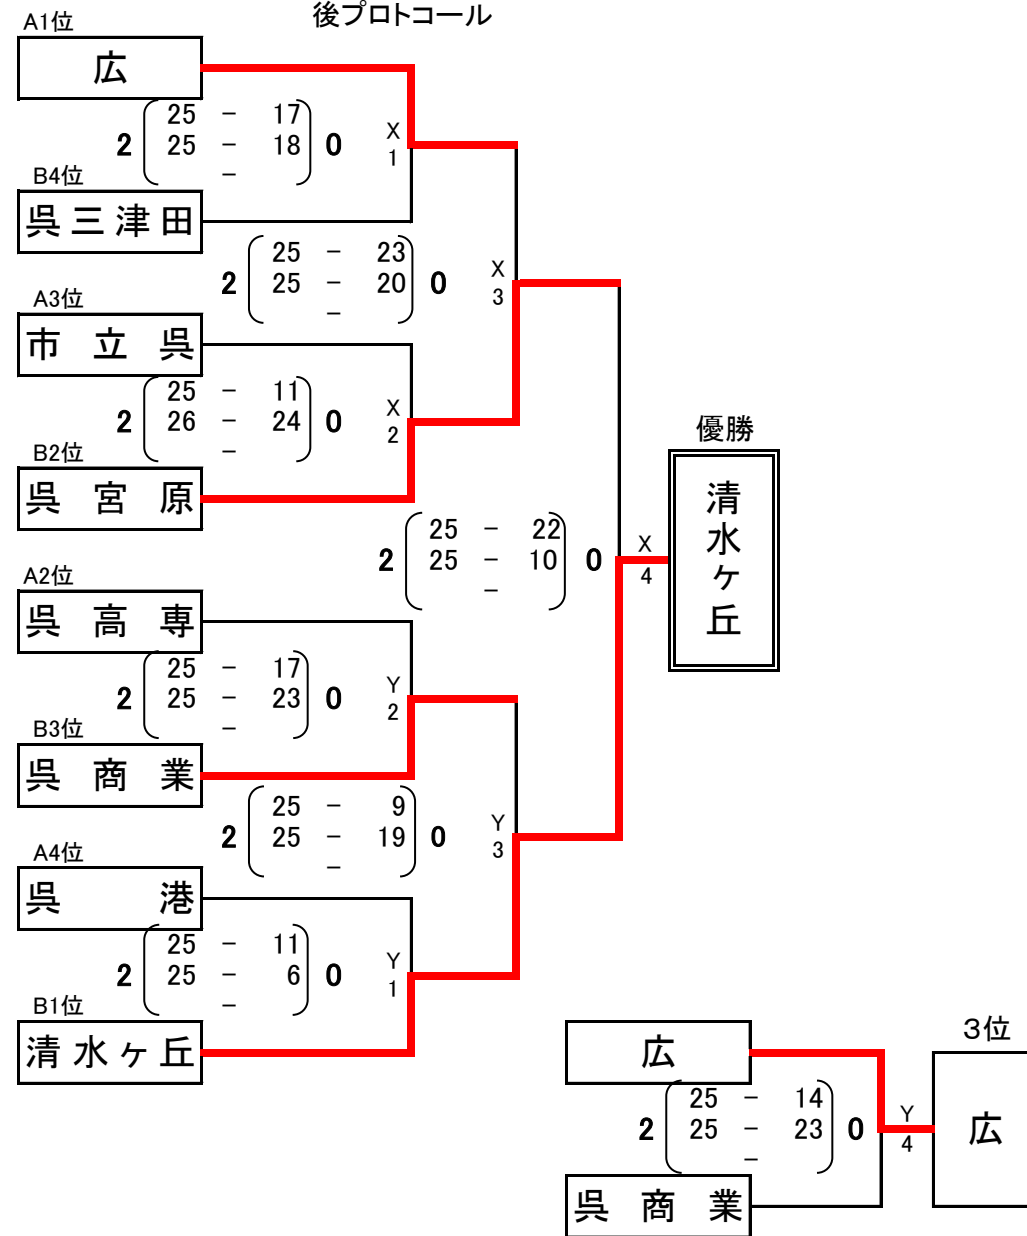 後プロトコール
A1位
広
2 25 - 17 0
25 - 18
-
X
1
B4位
呉三津田
2 25 - 23 0
25 - 20
-
X
3
A3位
市立呉
2 25 - 11 0
26 - 24
-
X
2
B2位
呉宮原
優勝
清水ヶ丘
2 25 - 22 0
25 - 10
-
X
4
A2位
呉高専
2 25 - 17 0
25 - 23
-
Y
2
B3位
呉商業
2 25 - 9 0
25 - 19
-
Y
3
A4位
呉港
2 25 - 11 0
25 - 6
-
Y
1
B1位
清水ヶ丘
3位
広
広
2 25 - 14 0
25 - 23
-
Y
4
呉商業